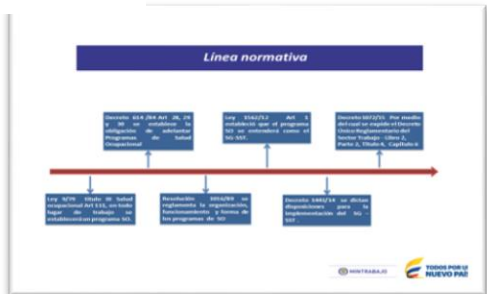 Línea normativa
Decreto 614 /84 Art 28, 29
y 30 se establece la
obligación de adelantar
Programas de Salud
Ocupacional
Ley 1562/12 Art 1
estableció que el programa
SO se entenderá como el
SG-SST.
Decreto 1072/15 Por medio
del cual se expide el Decreto
Único Reglamentario del
Sector Trabajo - Libro 2,
Parte 2, Título 4, Capítulo 6
Ley 9/79 título III Salud
ocupacional Art 111, en todo
lugar de trabajo se
establecerá un programa SO.
Resolución 1016/89 se
reglamenta la organización,
funcionamiento y forma de
los programas de SO
Decreto 1443/14 se dictan
disposiciones para la
implementación del SG -
SST .
MINTRABAJO
TODOS POR UN
NUEVO PAÍS